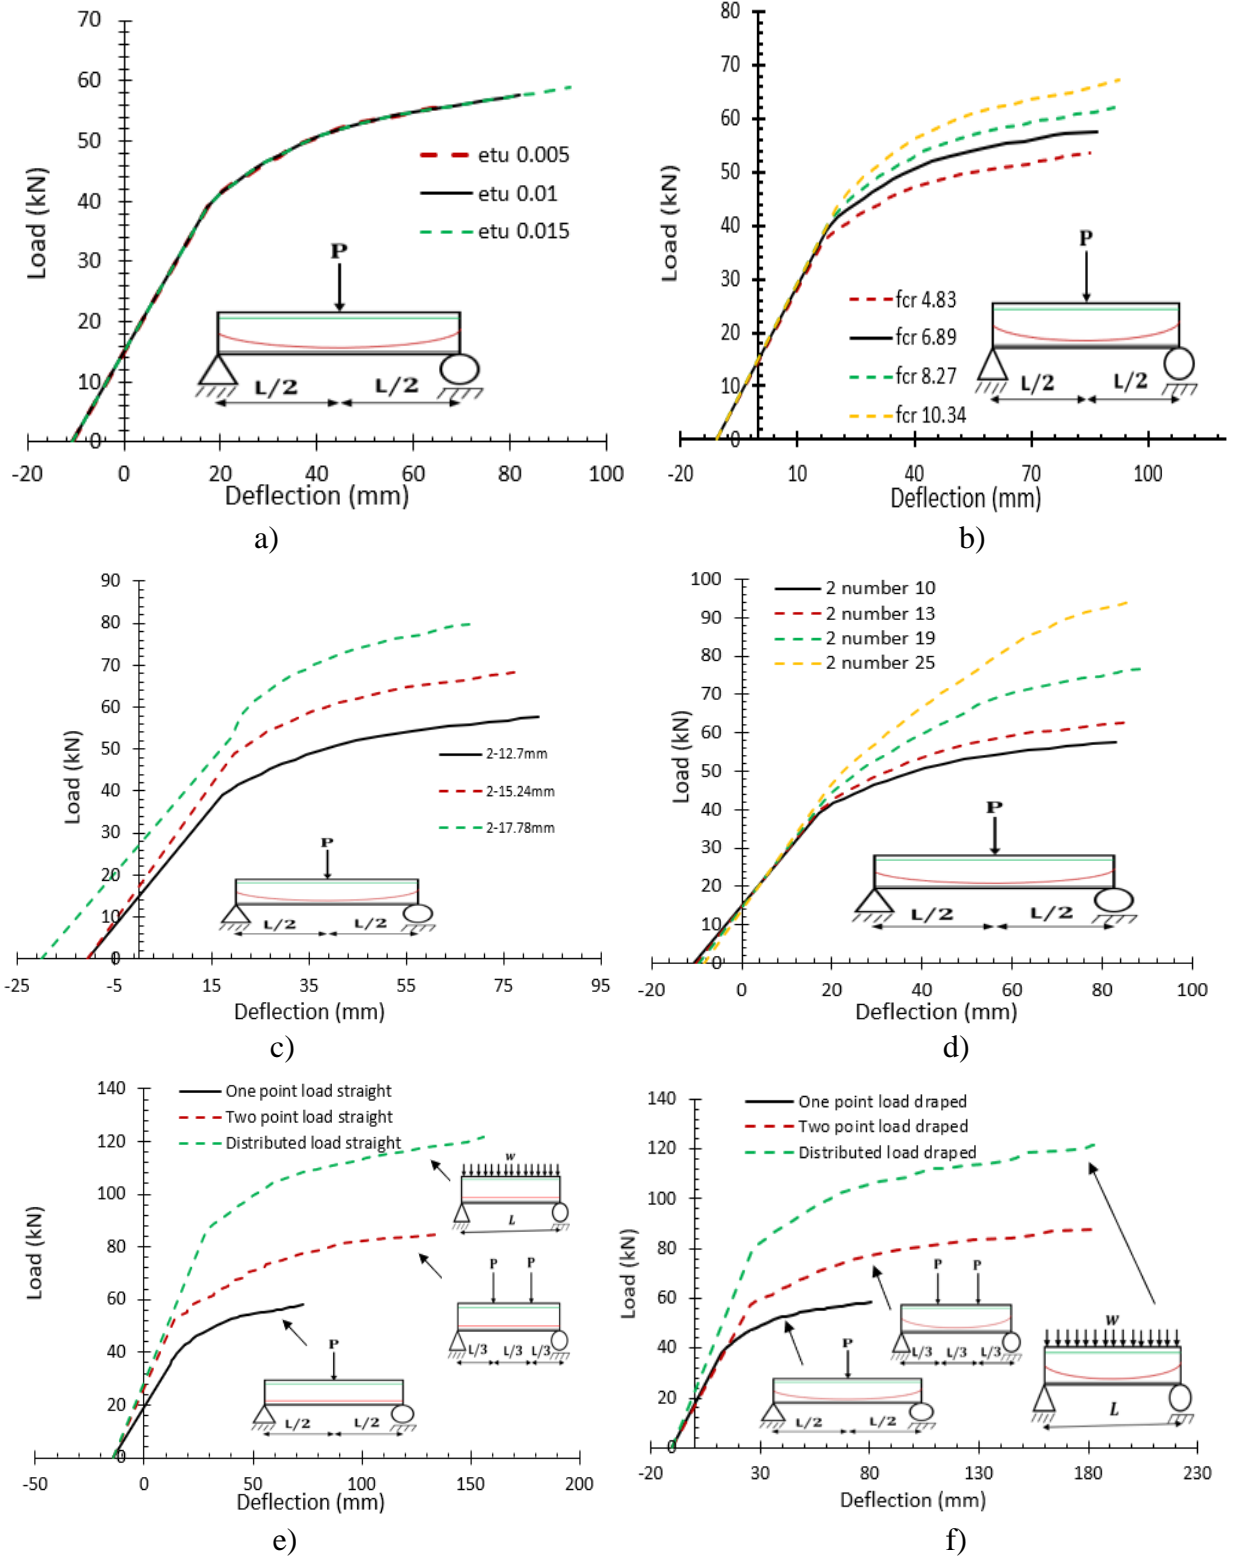 70
60
50
40
30
20
10
0
Load (kN)
etu 0.005
etu 0.01
etu 0.015
P
L/2
L/2
-20
0
20
40
60
80
100
Deflection (mm)
a)
80
70
60
50
40
30
20
10
0
Load (kN)
fcr 4.83
fcr 6.89
fcr 8.27
fcr 10.34
P
L/2
L/2
-20
10
40
70
100
Deflection (mm)
b)
90
80
70
60
50
40
30
20
10
0
Load (kN)
2-12.7mm
2-15.24mm
2-17.78mm
P
L/2
L/2
-25
-5
15
35
55
75
95
Deflection (mm)
c)
100
90
80
70
60
50
40
30
20
10
0
Load (kN)
2 number 10
2 number 13
2 number 19
2 number 25
P
L/2
L/2
-20
0
20
40
60
80
100
Deflection (mm)
d)
140
120
100
80
60
40
20
0
Load (kN)
One point load straight
Two point load straight
Distributed load straight
w
L
P
P
L/3
L/3
L/3
P
L/2
L/2
-50
0
50
100
150
200
Deflection (mm)
e)
140
120
100
80
60
40
20
0
Load (kN)
One point load draped
Two point load draped
Distributed load draped
P
P
L/3
L/3
L/3
w
L
P
L/2
L/2
-20
30
80
130
180
230
Deflection (mm)
f)